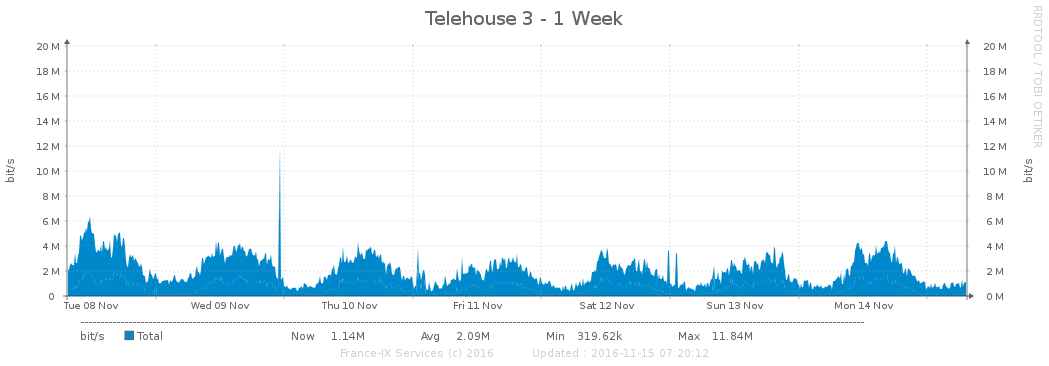 Telehouse 3 - 1 Week
RRDTOOL / TOBI OETIKER
bit/s
20 M 20 M
18 M 18 M
16 M 16 M
14 M 14 M
12 M 12 M
10 M 10 M
8 M 8 M
6 M 6 M
4 M 4 M
2 M 2 M
0 0 M
bit/s
Tue 08 Nov Wed 09 Nov Thu 10 Nov Fri 11 Nov Sat 12 Nov Sun 13 Nov Mon 14 Nov
bit/s Total Now 1.14M Avg 2.09M Min 319.62k Max 11.84M
France-IX Services (c) 2016 Updated : 2016-11-15 07:20:12